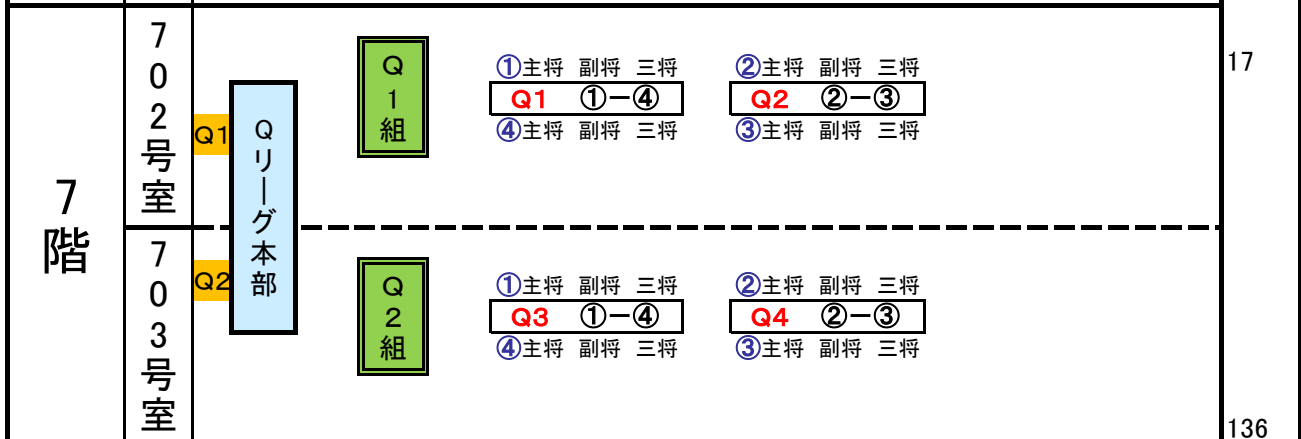 7階
702号室
Q1
Qリーグ本部
Q1組
①主将 副将 三将
Q1 ①－④
④主将 副将 三将
②主将 副将 三将
Q2 ②－③
③主将 副将 三将
17
703号室
Q2
Q2組
①主将 副将 三将
Q3 ①－④
④主将 副将 三将
②主将 副将 三将
Q4 ②－③
③主将 副将 三将
136